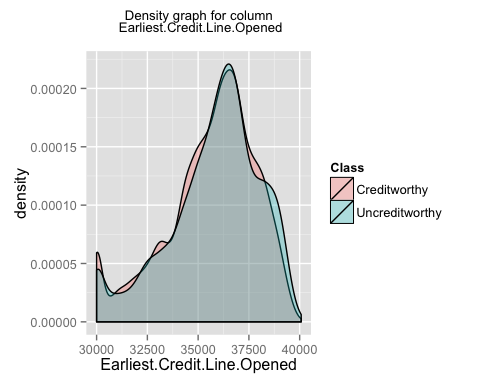 Density graph for column
Earliest.Credit.Line.Opened
0.00020
0.00015
0.00010
0.00005
0.00000
density
30000 32500 35000 37500 40000
Earliest.Credit.Line.Opened
Class
Creditworthy
Uncreditworthy